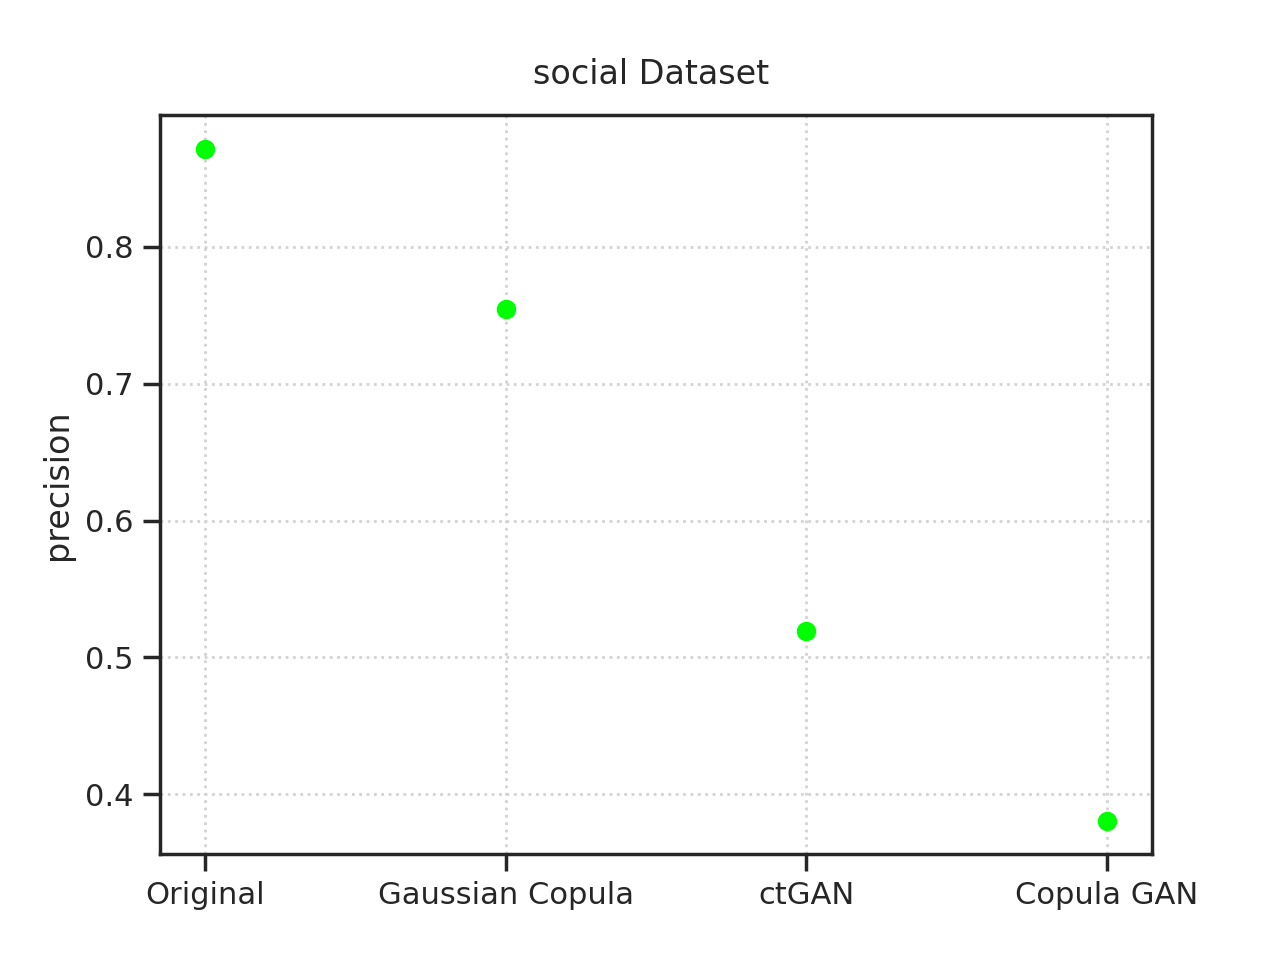 social Dataset
precision
0.8
0.7
0.6
0.5
0.4
Original
Gaussian Copula
ctGAN
Copula GAN